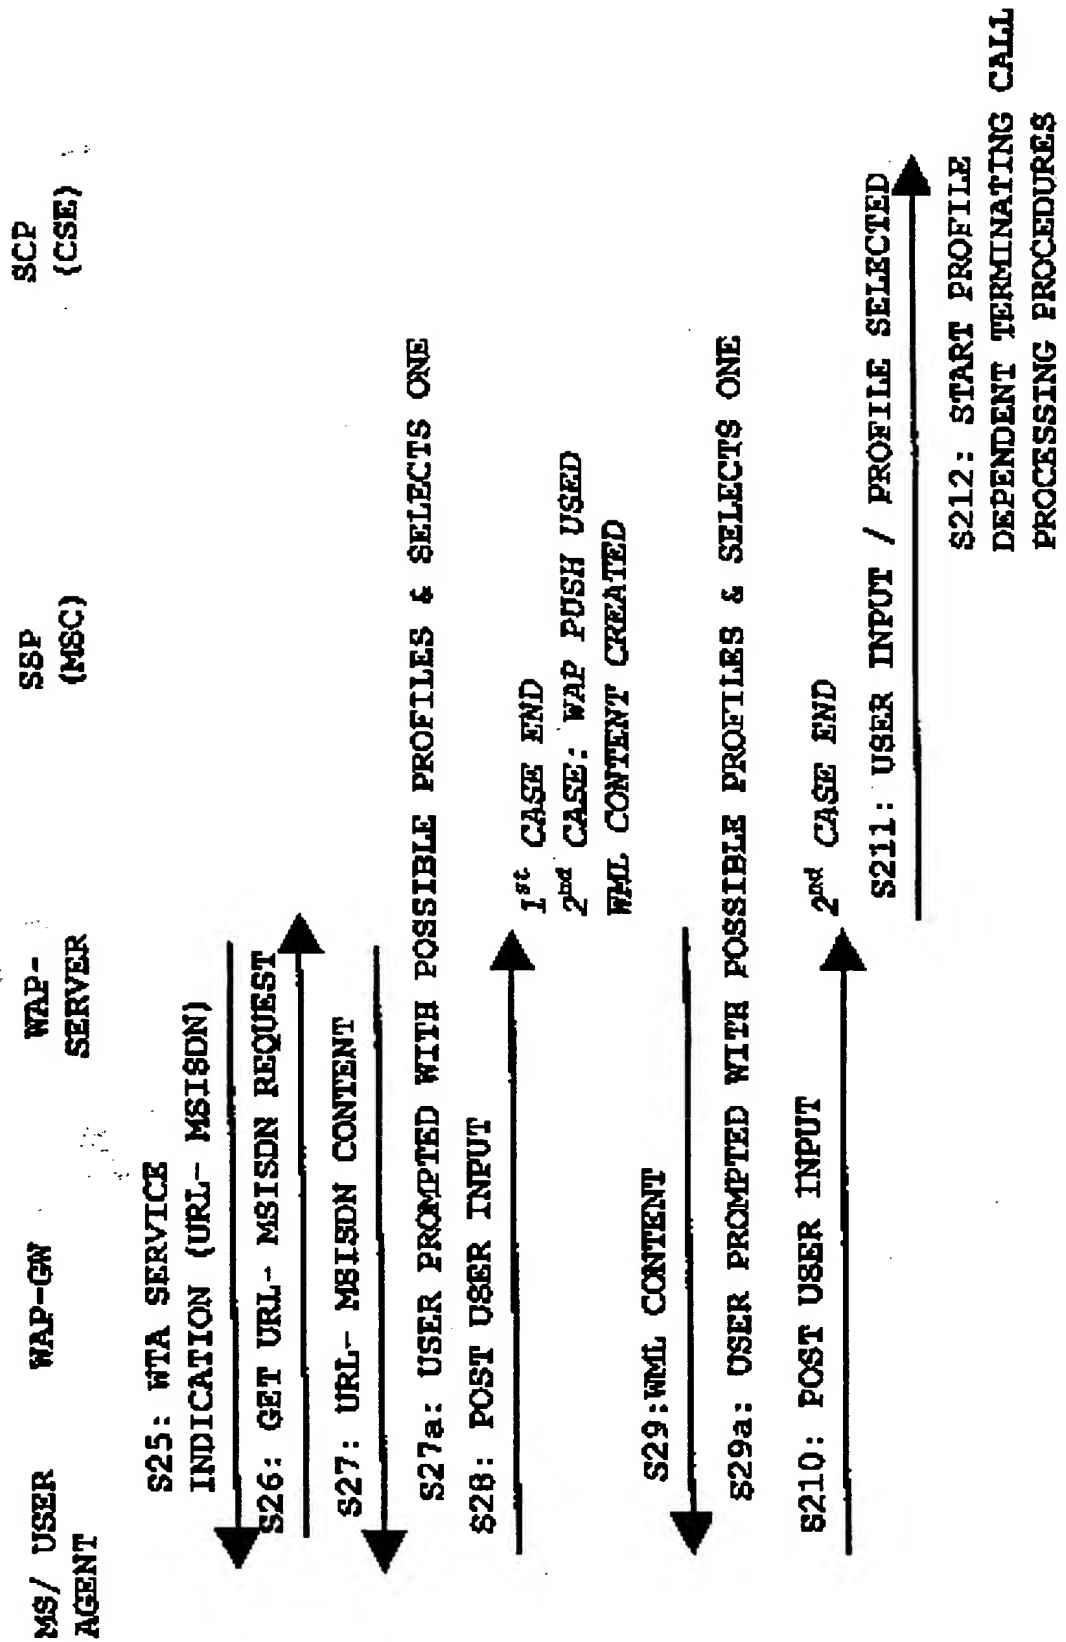 MS/ USER
AGENT
WAP-GW
WAP-
SERVER
SSP
(MSC)
SCP
(CSE)
S25: WTA SERVICE
INDICATION (URL- MSISDN)
S26: GET URL- MSISDN REQUEST
S27: URL- MSISDN CONTENT
S27a: USER PROMPTED WITH POSSIBLE PROFILES & SELECTS ONE
S28: POST USER INPUT
1st CASE END
2nd CASE: WAP PUSH USED
WML CONTENT CREATED
S29:WML CONTENT
S29a: USER PROMPTED WITH POSSIBLE PROFILES & SELECTS ONE
S210: POST USER INPUT
2nd CASE END
S211: USER INPUT / PROFILE SELECTED
S212: START PROFILE
DEPENDENT TERMINATING CALL
PROCESSING PROCEDURES